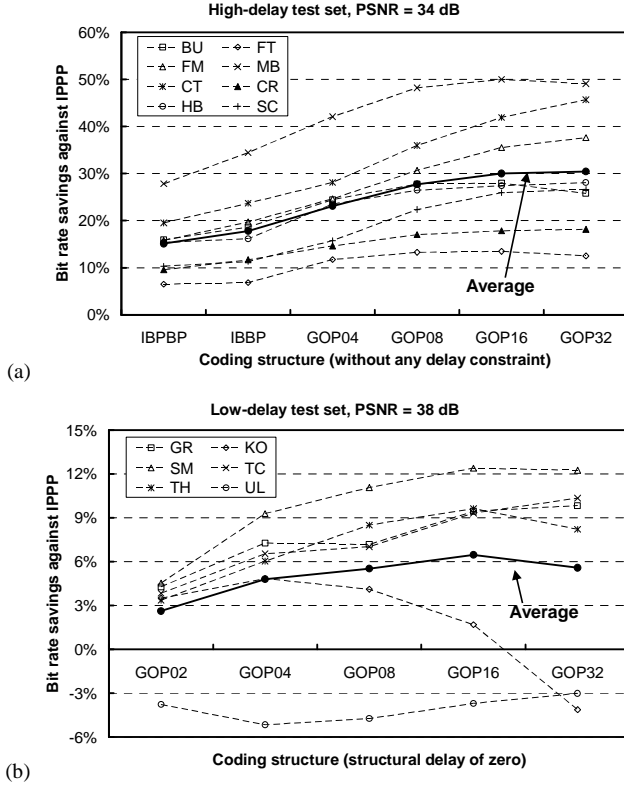 High-delay test set, PSNR = 34 dB
60%
50%
40%
30%
20%
10%
0%
Bit rate savings against IPPP
BU FT
FM MB
CT CR
HB SC
Average
IBPBP IBBP GOP04 GOP08 GOP16 GOP32
Coding structure (without any delay constraint)
(a)
Low-delay test set, PSNR = 38 dB
15%
12%
9%
6%
3%
0%
-3%
-6%
Bit rate savings against IPPP
GR KO
SM TC
TH UL
Average
GOP02 GOP04 GOP08 GOP16 GOP32
Coding structure (structural delay of zero)
(b)